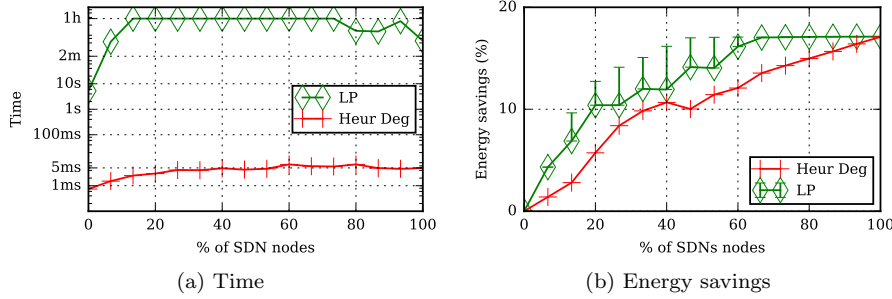 1h
2m
10s
1s
100ms
5ms
1ms
Time
LP
Heur Deg
0 20 40 60 80 100
% of SDN nodes
(a) Time
20
10
0
Energy savings (%)
Heur Deg
LP
0 20 40 60 80 100
% of SDNs nodes
(b) Energy savings